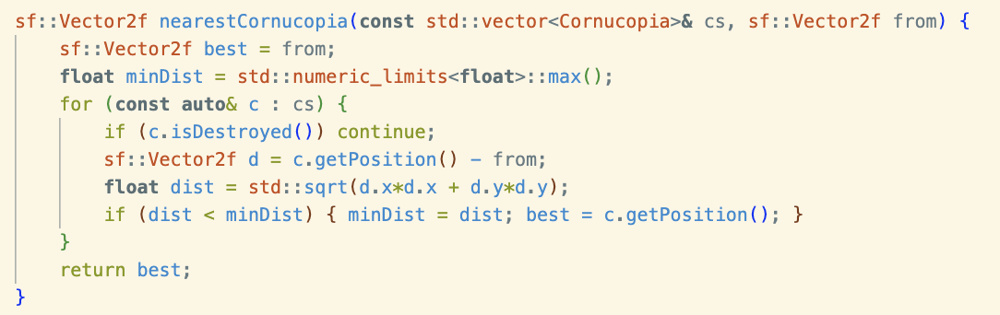 sf::Vector2f nearestCornucopia(const std::vector<Cornucopia>& cs, sf::Vector2f from) {
    sf::Vector2f best = from;
    float minDist = std::numeric_limits<float>::max();
    for (const auto& c : cs) {
        if (c.isDestroyed()) continue;
        sf::Vector2f d = c.getPosition() - from;
        float dist = std::sqrt(d.x*d.x + d.y*d.y);
        if (dist < minDist) { minDist = dist; best = c.getPosition(); }
    }
    return best;
}